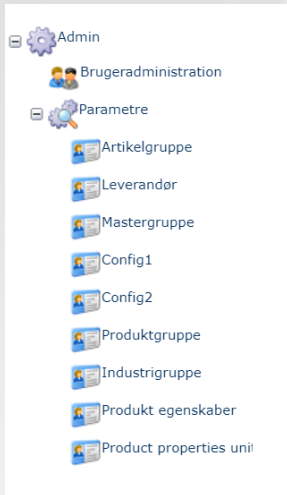 Admin
Brugeradministration
Parametre
Artikelgruppe
Leverandør
Mastergruppe
Config1
Config2
Produktgruppe
Industrigruppe
Produkt egenskaber
Product properties unit